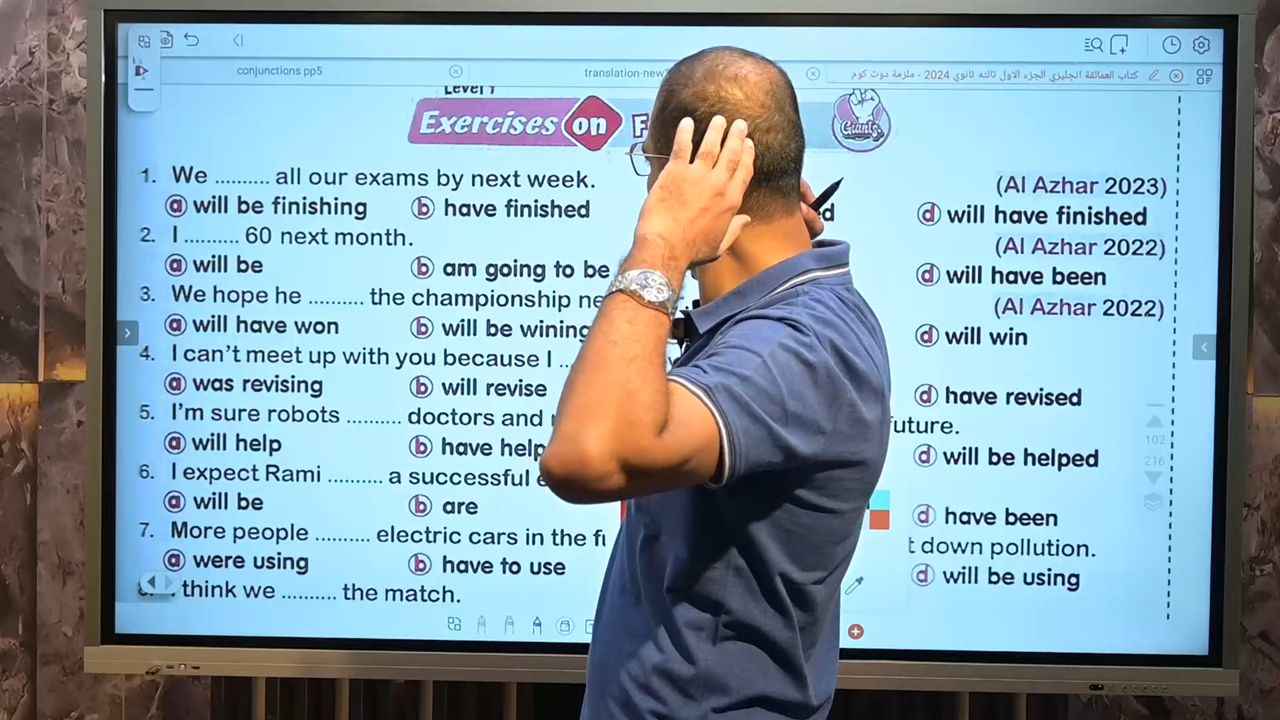 conjunctions pp5
translation-new
كتاب العمالقة انجليزي الجزء الاول تالته ثانوي 2024 - ملزمة دوت كوم
Level 1
Exercises on F
Giants
1. We .......... all our exams by next week. (Al Azhar 2023)
a will be finishing b have finished d will have finished
2. I .......... 60 next month. (Al Azhar 2022)
a will be b am going to be d will have been
3. We hope he .......... the championship ne (Al Azhar 2022)
a will have won b will be wining d will win
4. I can't meet up with you because I ..
a was revising b will revise d have revised
5. I'm sure robots .......... doctors and future.
a will help b have help d will be helped
6. I expect Rami .......... a successful e
a will be b are d have been
7. More people .......... electric cars in the fu t down pollution.
a were using b have to use d will be using
think we .......... the match.
102
216